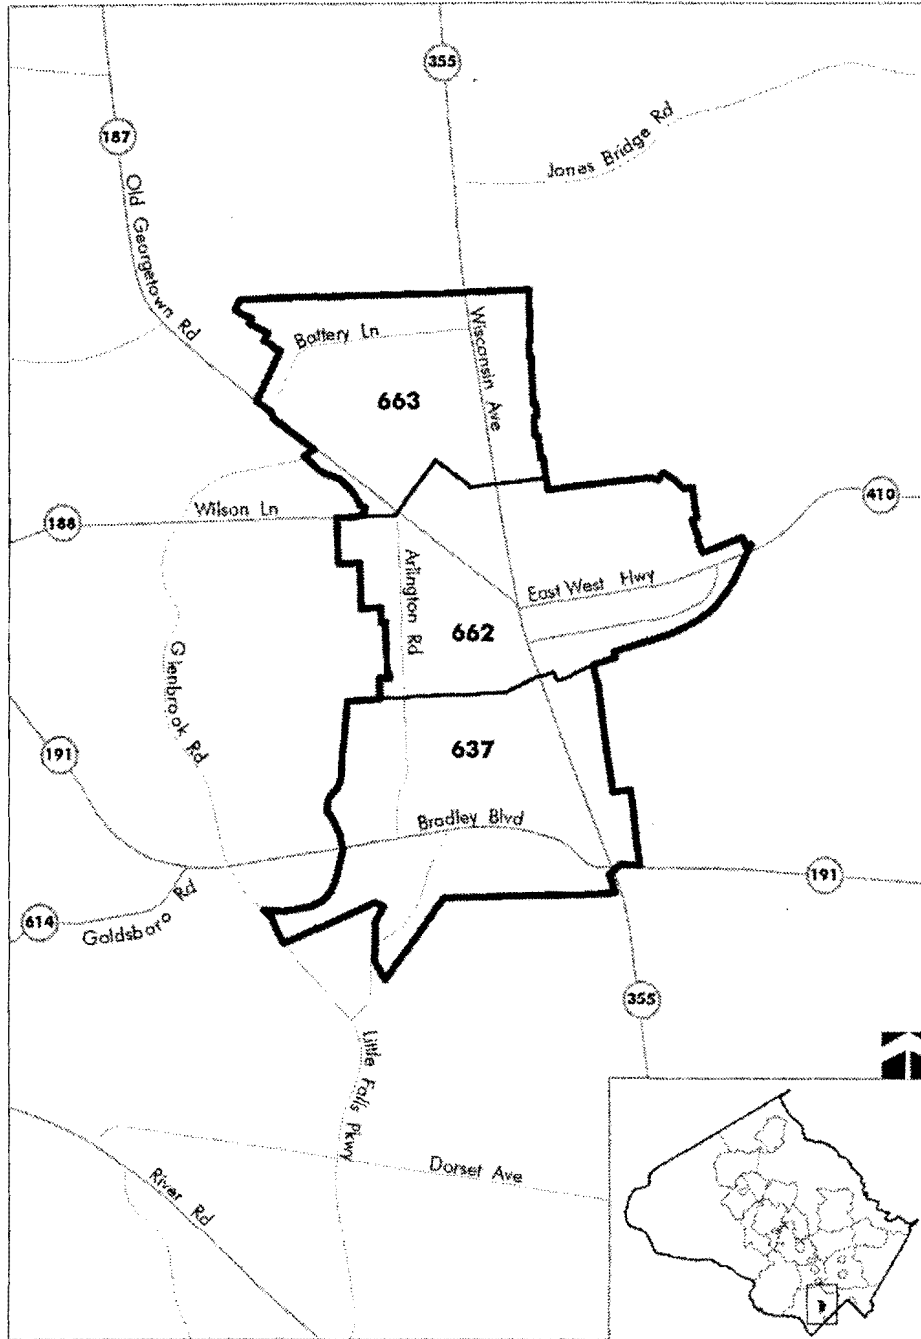 355
187
Jones Bridge Rd
Old Georgetown Rd
Battery Ln
Wisconsin Ave
663
410
188
Wilson Ln
Arlington Rd
East West Hwy
662
Glenbrook Rd
191
637
Bradley Blvd
191
614
Goldsboro Rd
355
Little Falls Pkwy
Dorset Ave
River Rd